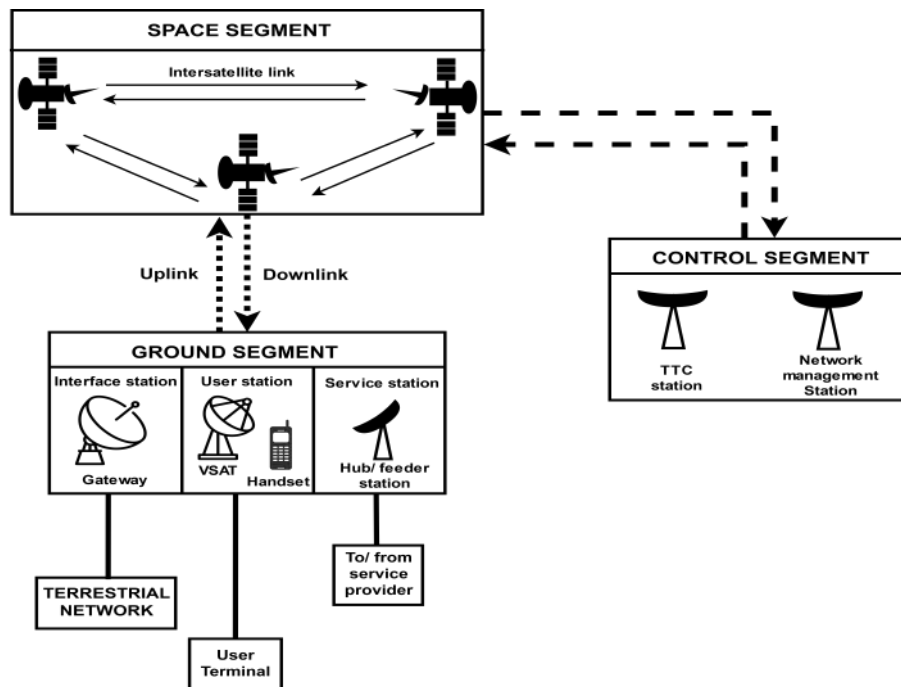 SPACE SEGMENT
Intersatellite link
Uplink
Downlink
CONTROL SEGMENT
TTC
station
Network
management
Station
GROUND SEGMENT
Interface station
User station
Service station
VSAT
Gateway
Handset
Hub/ feeder
station
TERRESTRIAL
NETWORK
User
Terminal
To/ from
service
provider